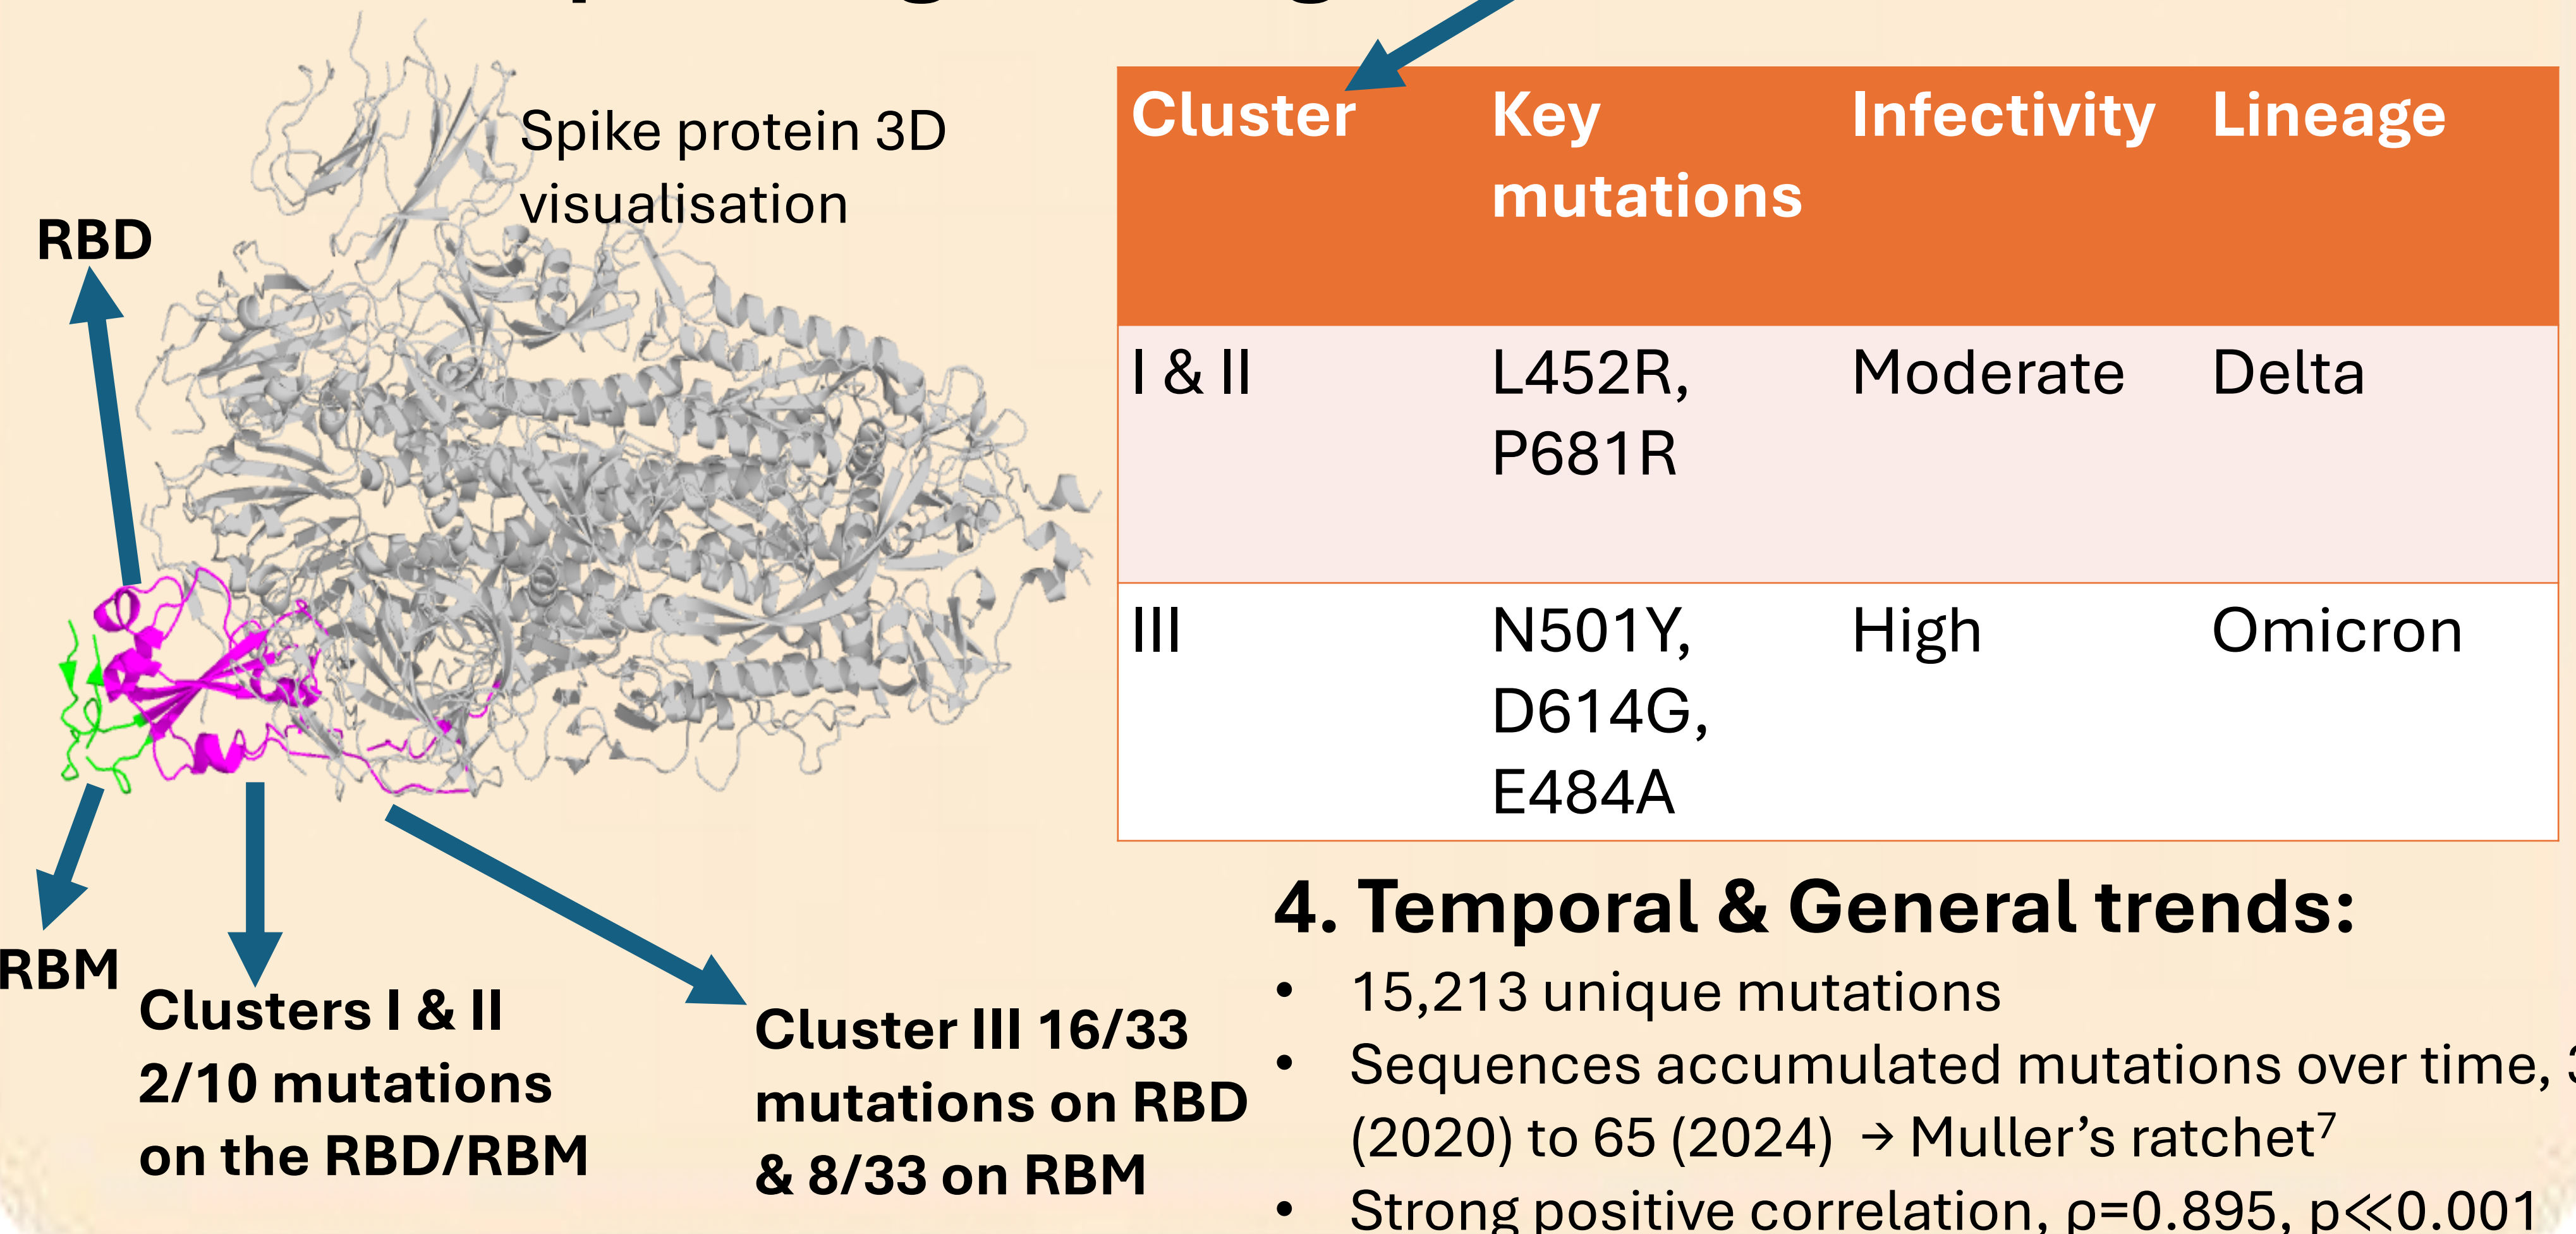 Spike protein 3D
visualisation
RBD
RBM
Clusters I & II
2/10 mutations
on the RBD/RBM
Cluster III 16/33
mutations on RBD
& 8/33 on RBM
Cluster Key mutations Infectivity Lineage
I & II L452R, P681R Moderate Delta
III N501Y, D614G, E484A High Omicron
4. Temporal & General trends:
• 15,213 unique mutations
• Sequences accumulated mutations over time,
(2020) to 65 (2024) → Muller’s ratchet⁷
• Strong positive correlation, ρ=0.895, p≪0.001